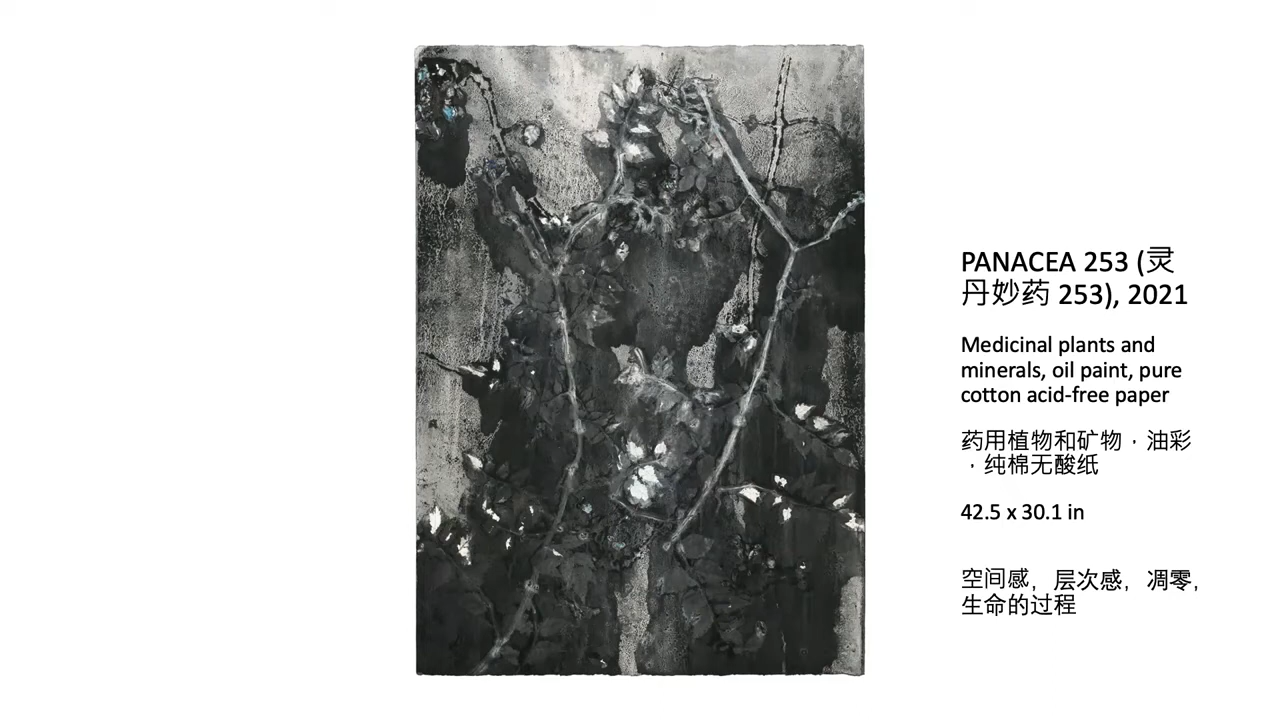 PANACEA 253 (灵
丹妙药 253), 2021
Medicinal plants and
minerals, oil paint, pure
cotton acid-free paper
药用植物和矿物，油彩
，纯棉无酸纸
42.5 x 30.1 in
空间感，层次感，凋零，
生命的过程